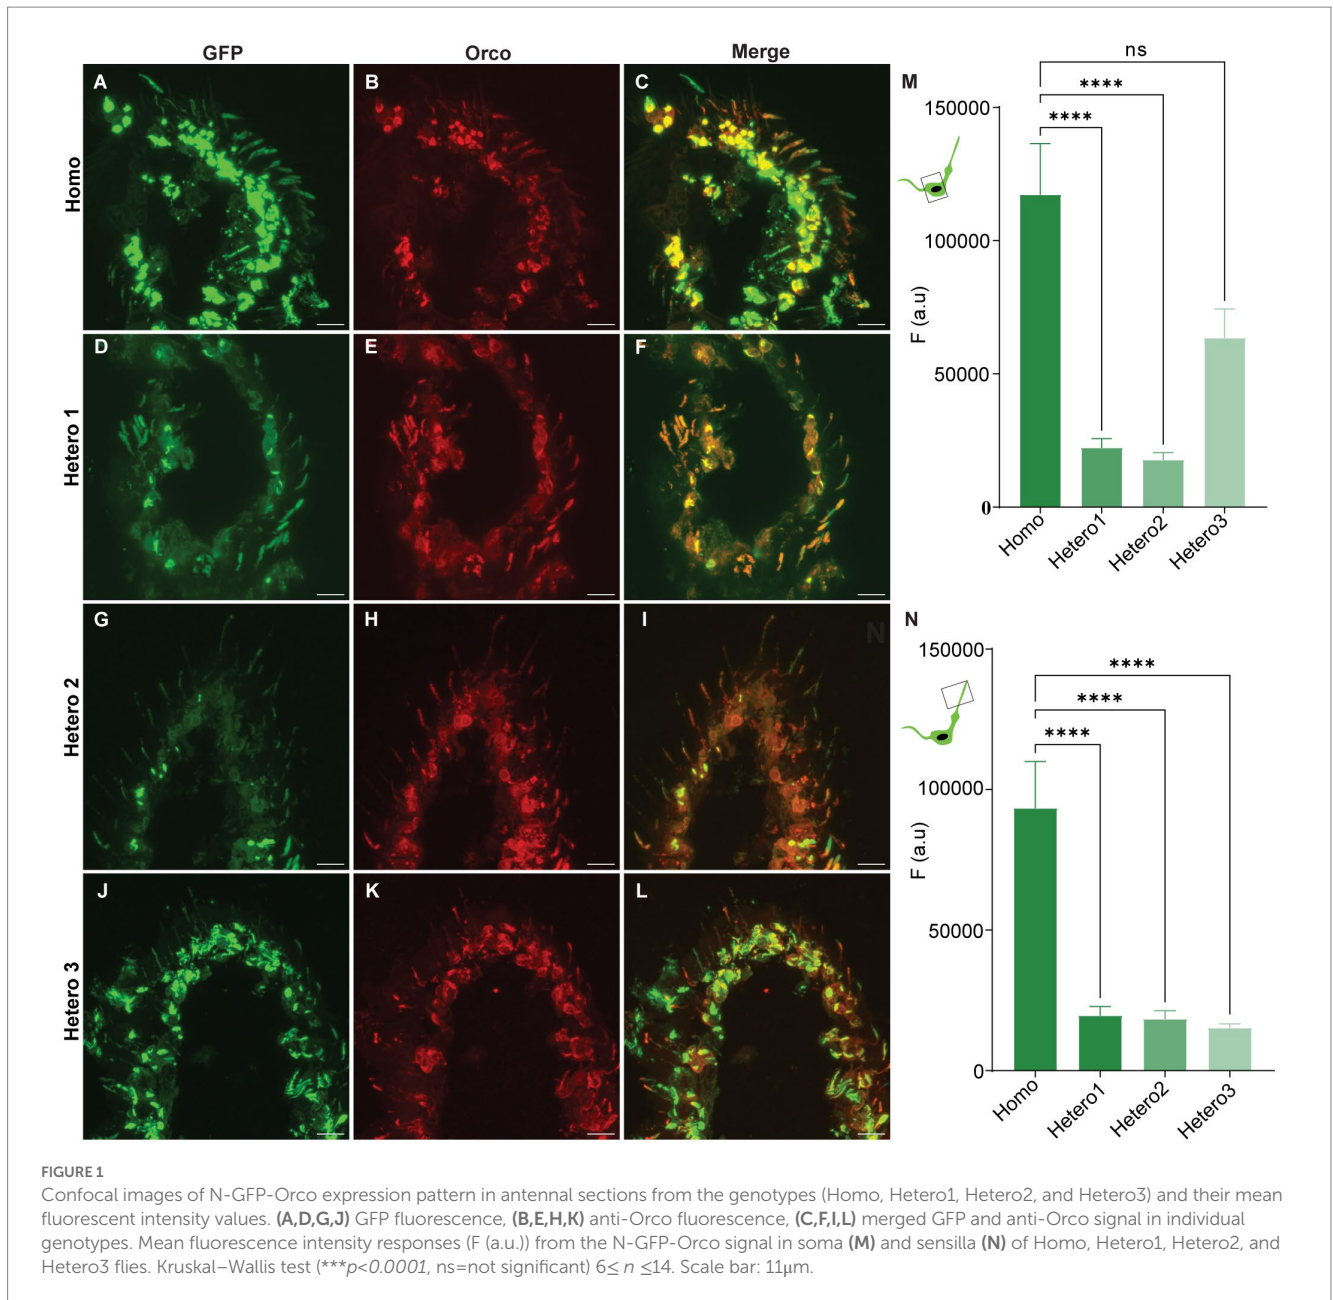 GFP
Orco
Merge
Homo
A
B
C
Hetero 1
D
E
F
Hetero 2
G
H
I
N
Hetero 3
J
K
L
M
ns
****
****
150000
100000
50000
0
F (a.u)
Homo
Hetero1
Hetero2
Hetero3
N
****
****
****
150000
100000
50000
0
F (a.u)
Homo
Hetero1
Hetero2
Hetero3
FIGURE 1
Confocal images of N-GFP-Orco expression pattern in antennal sections from the genotypes (Homo, Hetero1, Hetero2, and Hetero3) and their mean
fluorescent intensity values. (A,D,G,J) GFP fluorescence, (B,E,H,K) anti-Orco fluorescence, (C,F,I,L) merged GFP and anti-Orco signal in individual
genotypes. Mean fluorescence intensity responses (F (a.u.)) from the N-GFP-Orco signal in soma (M) and sensilla (N) of Homo, Hetero1, Hetero2, and
Hetero3 flies. Kruskal–Wallis test (***p<0.0001, ns=not significant) 6≤ n ≤14. Scale bar: 11μm.